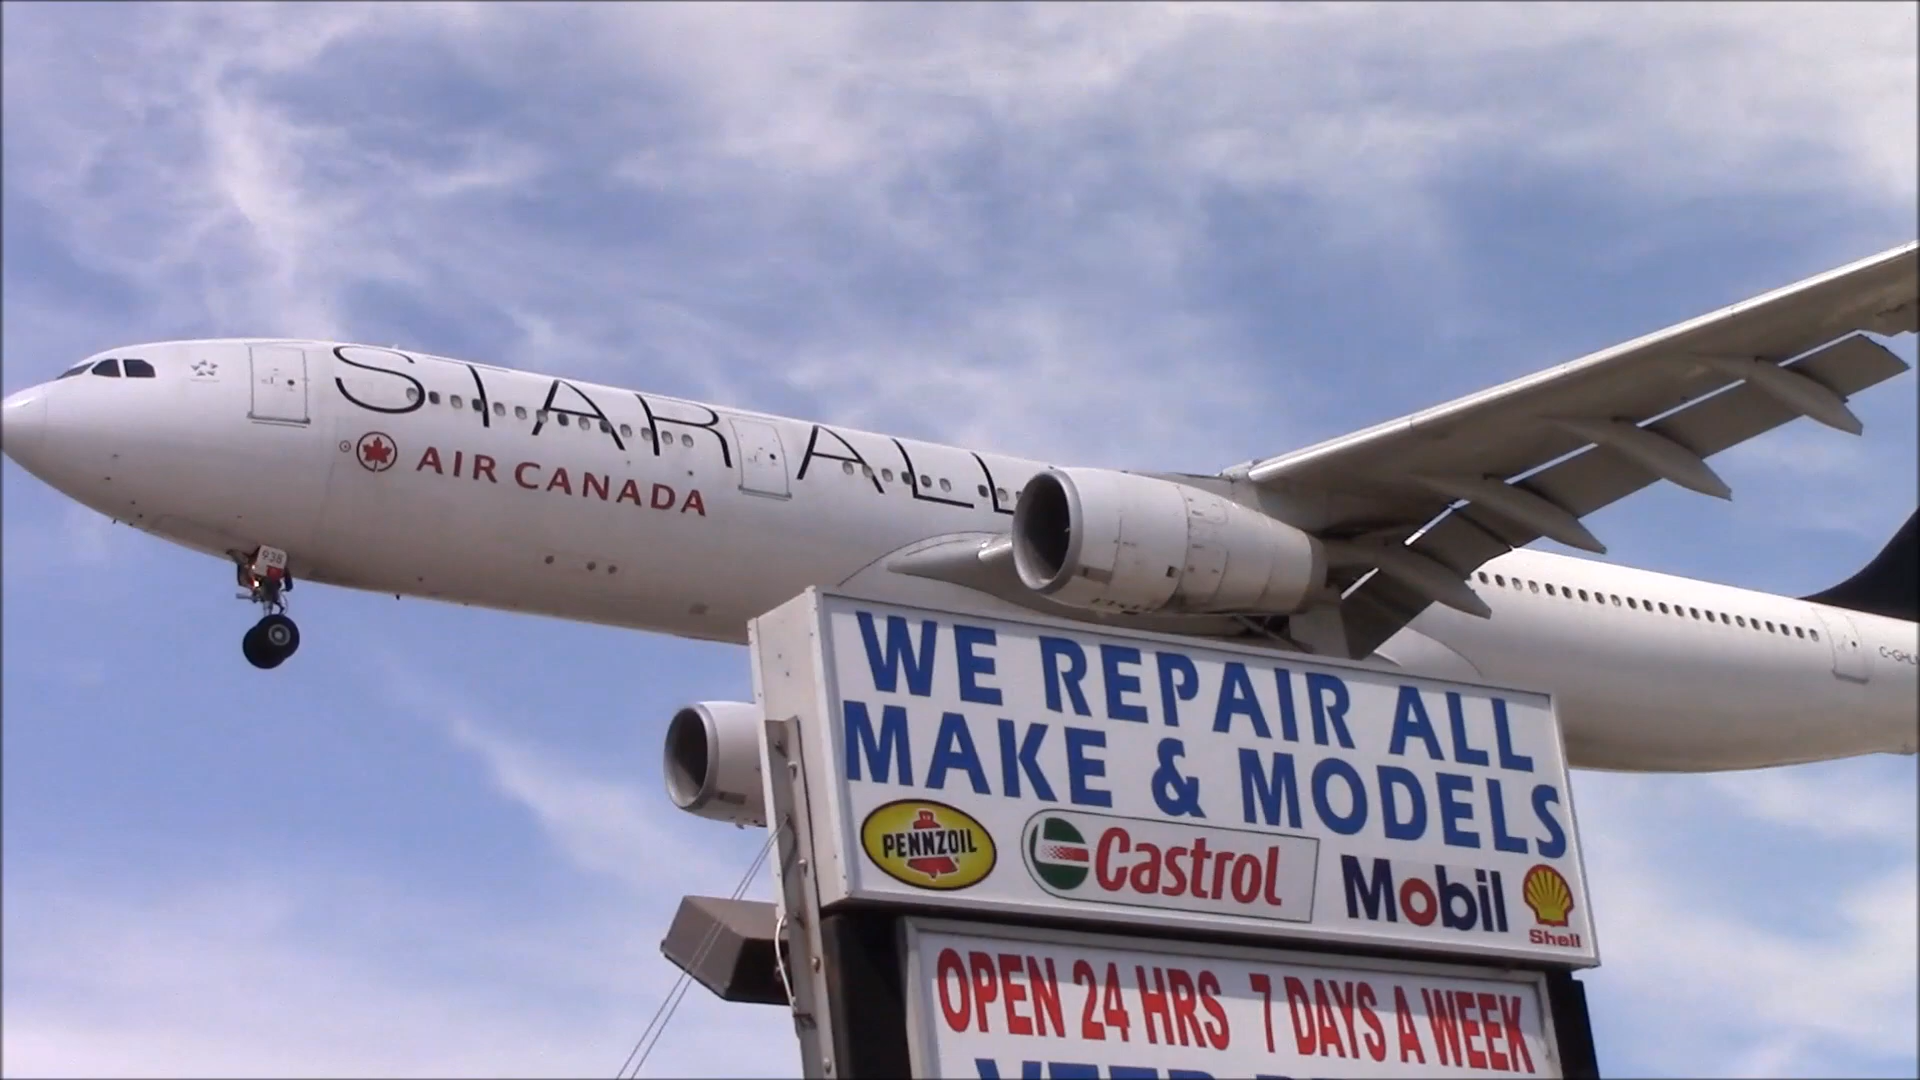 STAR ALL
AIR CANADA
938
WE REPAIR ALL
MAKE & MODELS
PENNZOIL
Castrol
Mobil
Shell
OPEN 24 HRS 7 DAYS A WEEK